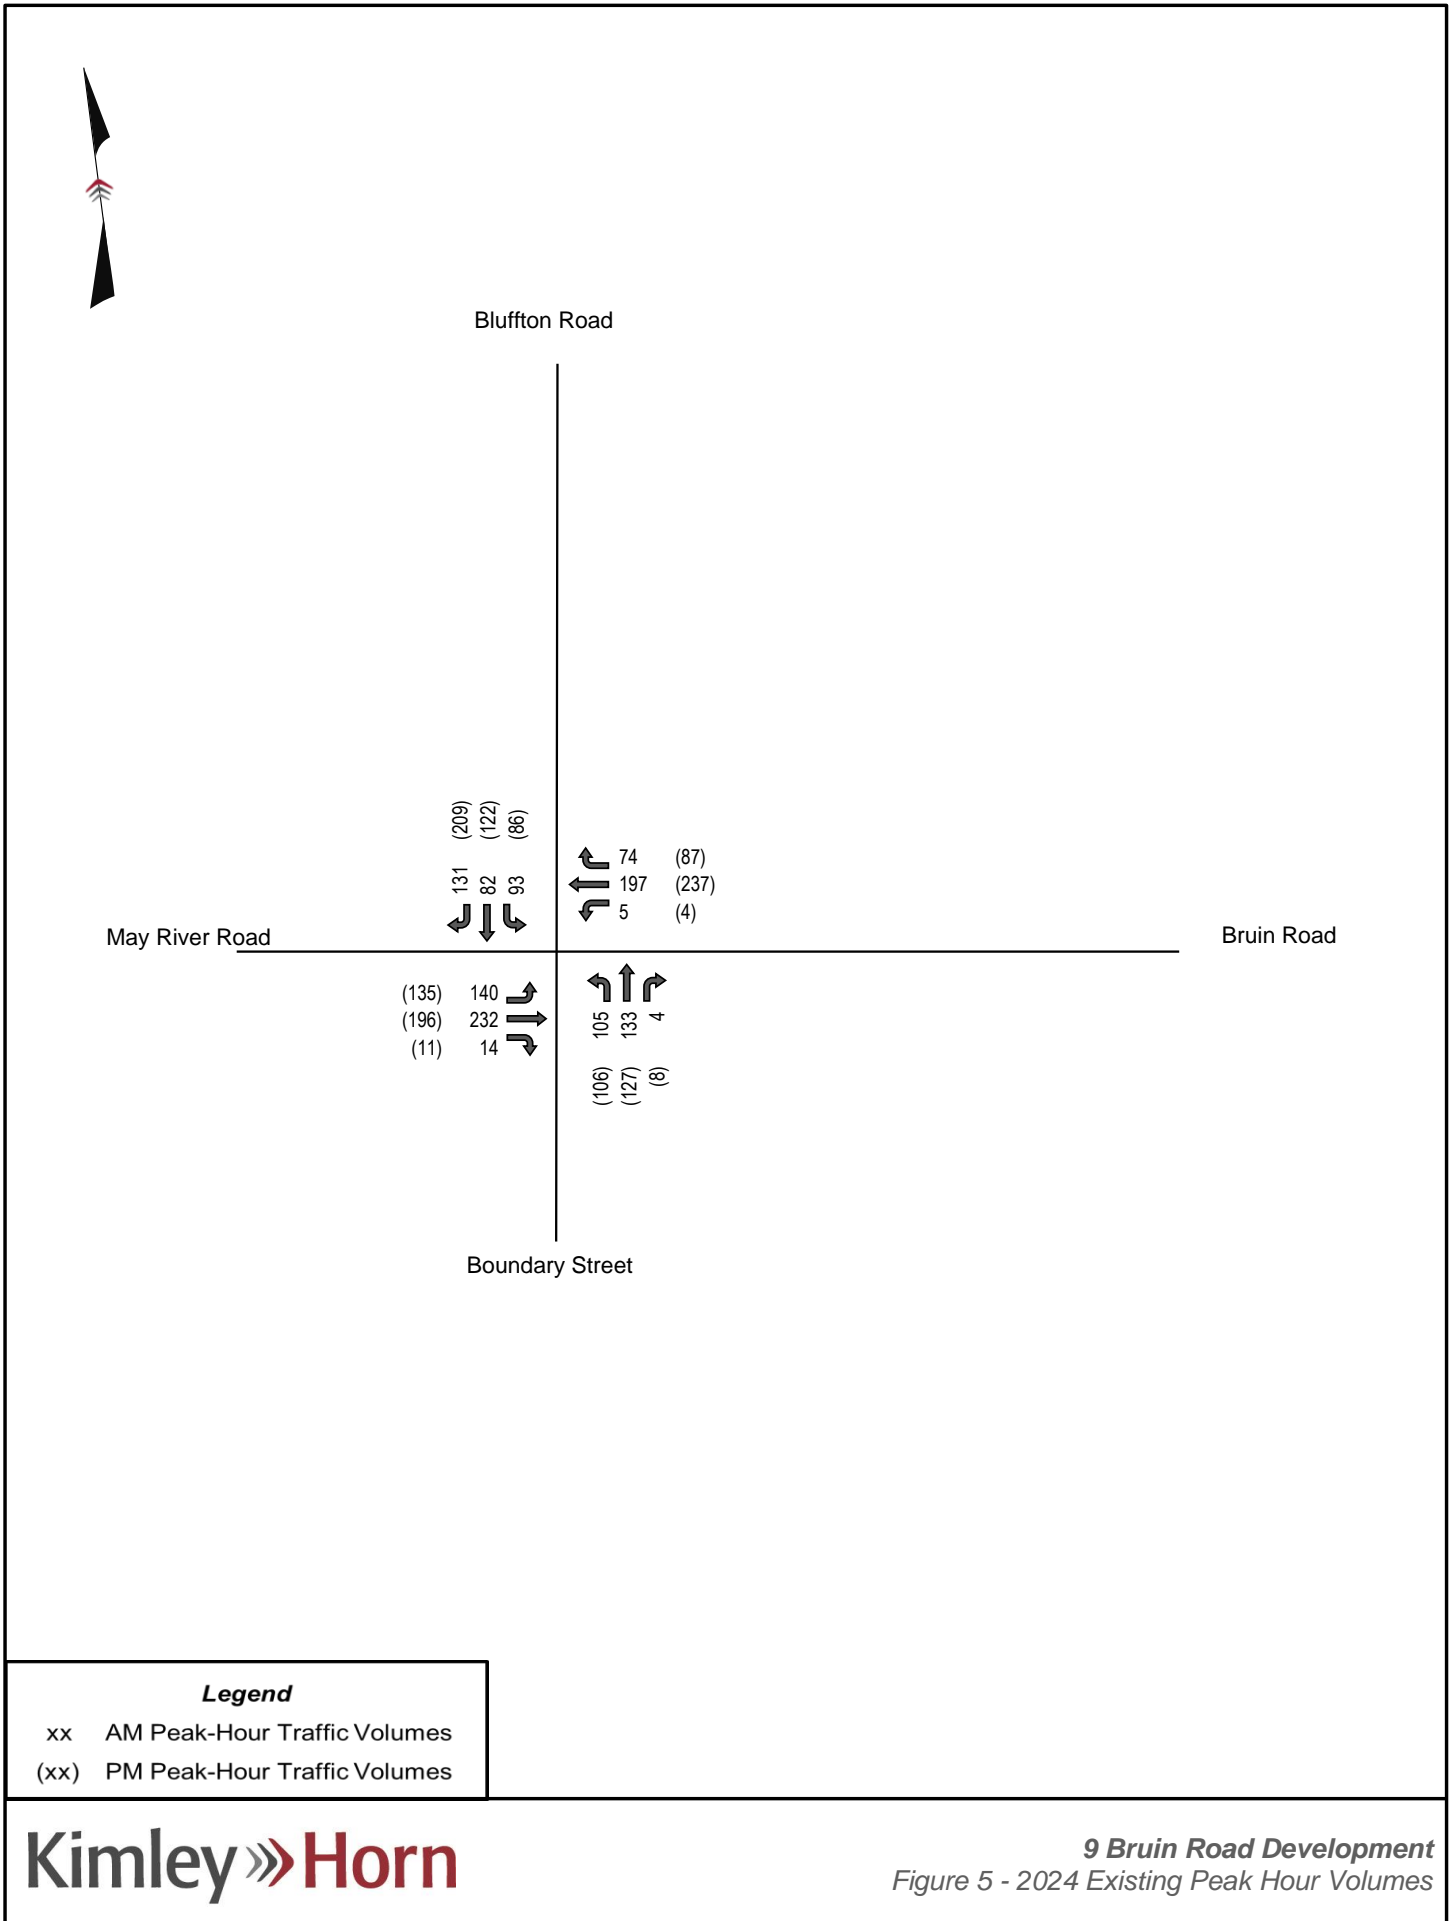 Bluffton Road
(209) (122) (86)
131 82 93
74 (87)
197 (237)
5 (4)
May River Road
Bruin Road
(135) 140
(196) 232
(11) 14
105 133 4
(106) (127) (8)
Boundary Street
Legend
xx AM Peak-Hour Traffic Volumes
(xx) PM Peak-Hour Traffic Volumes
Kimley Horn
9 Bruin Road Development
Figure 5 - 2024 Existing Peak Hour Volumes